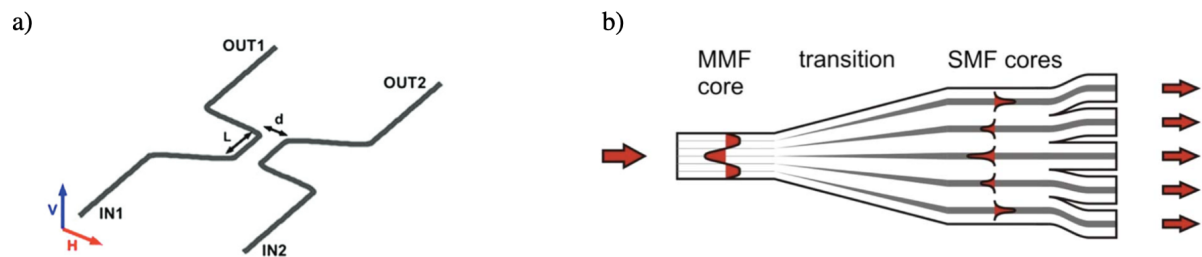 a)
OUT1
OUT2
d
L
V
H
IN1
IN2
b)
MMF
core
transition
SMF cores